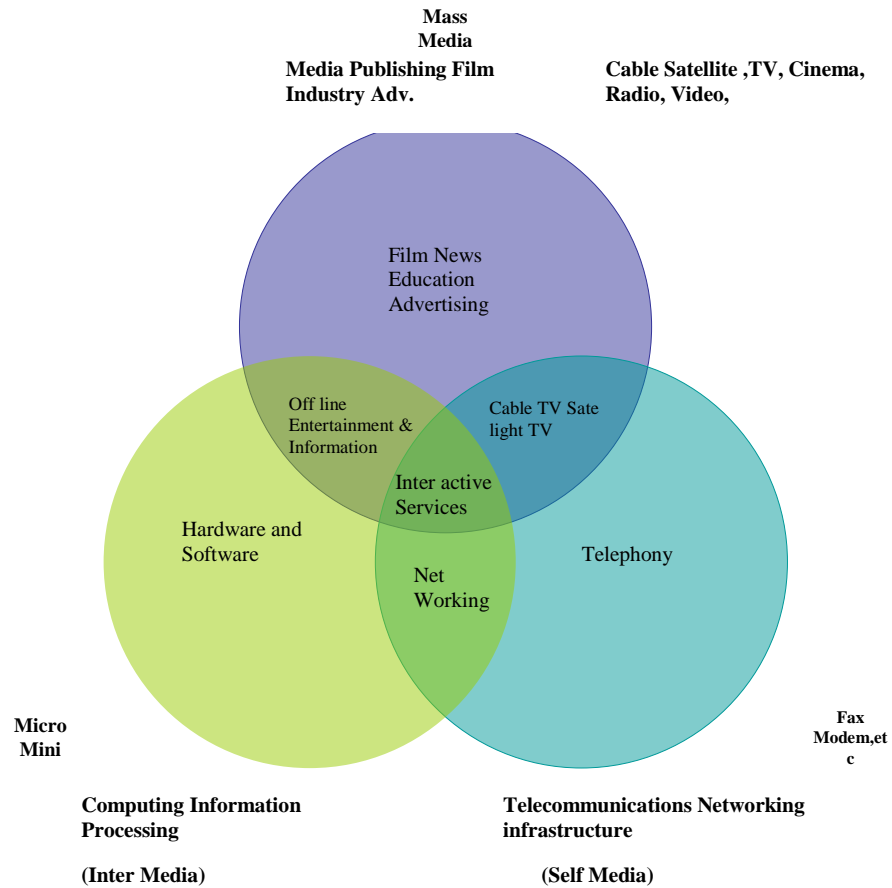 Mass
Media
Media Publishing Film
Industry Adv.
Cable Satellite ,TV, Cinema,
Radio, Video,
Film News
Education
Advertising
Off line
Entertainment &
Information
Cable TV Sate
light TV
Inter active
Services
Hardware and
Software
Telephony
Net
Working
Micro
Mini
Fax
Modem,et
c
Computing Information
Processing
(Inter Media)
Telecommunications Networking
infrastructure
(Self Media)